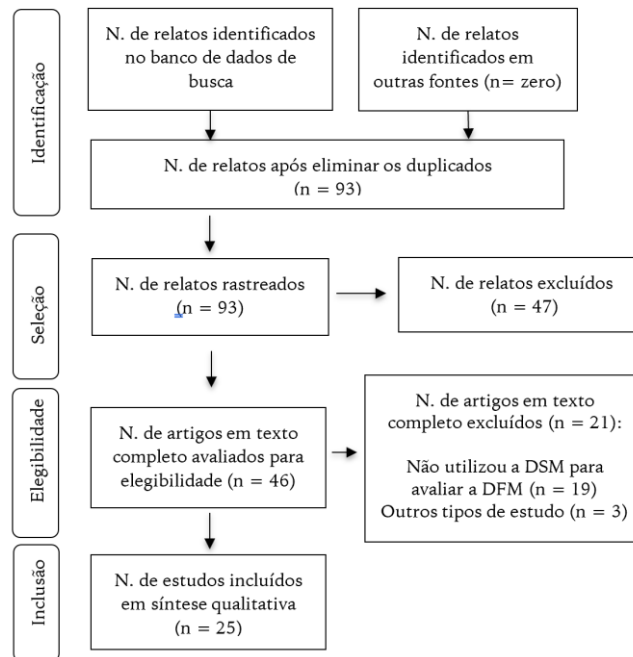 Identificação
N. de relatos identificados
no banco de dados de
busca
N. de relatos
identificados em
outras fontes (n= zero)
N. de relatos após eliminar os duplicados
(n = 93)
Seleção
N. de relatos rastreados
(n = 93)
N. de relatos excluídos
(n = 47)
Elegibilidade
N. de artigos em texto
completo avaliados para
elegibilidade (n = 46)
N. de artigos em texto
completo excluídos (n = 21):
Não utilizou a DSM para
avaliar a DFM (n = 19)
Outros tipos de estudo (n = 3)
Inclusão
N. de estudos incluídos
em síntese qualitativa
(n = 25)